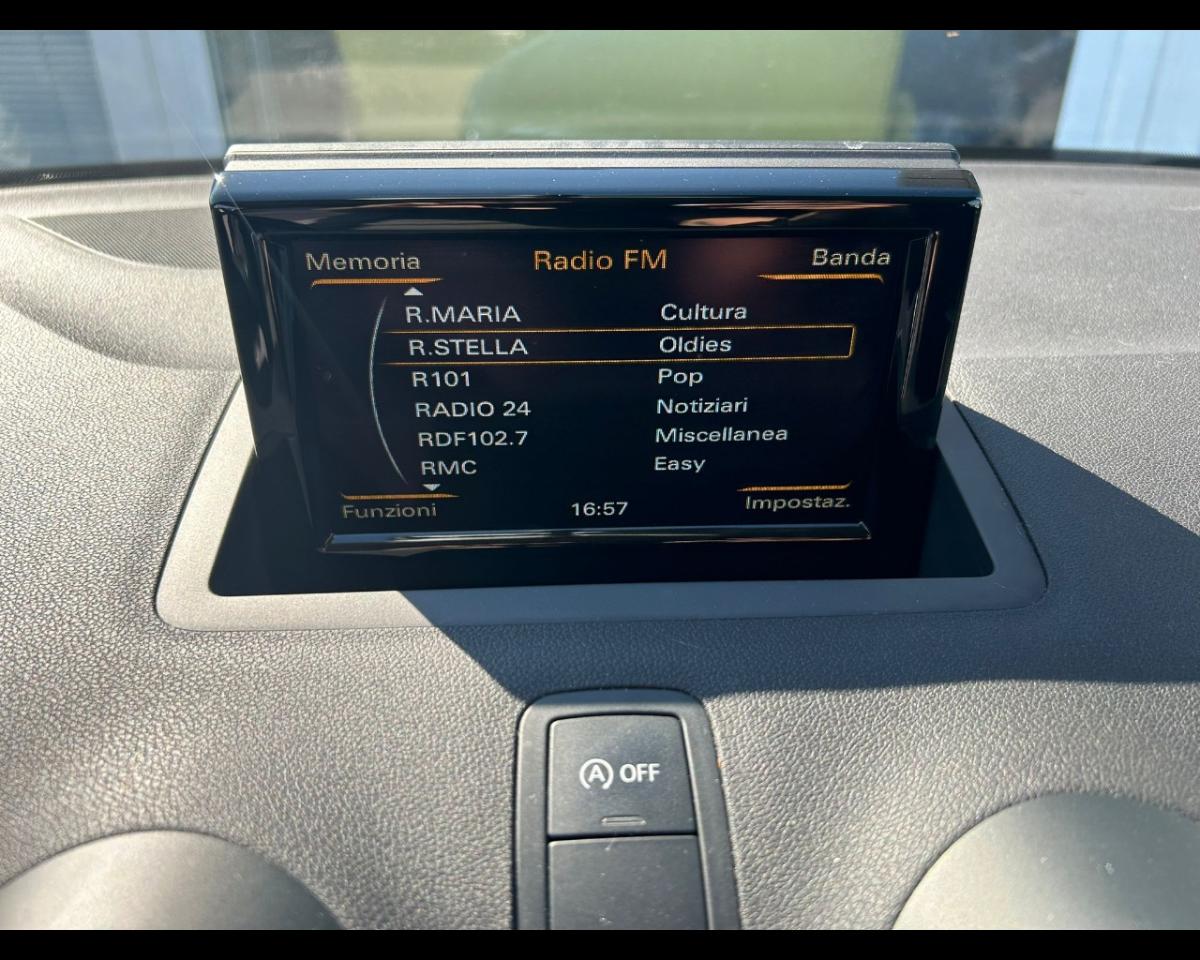 Memoria Radio FM Banda
R.MARIA Cultura
R.STELLA Oldies
R101 Pop
RADIO 24 Notiziari
RDF102.7 Miscellanea
RMC Easy
Funzioni 16:57 Impostaz.
A OFF